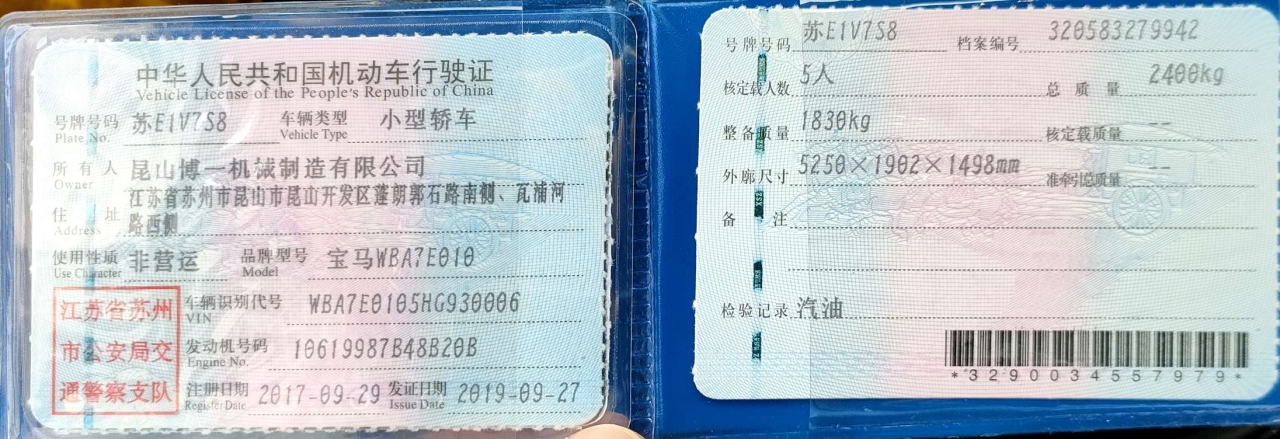 中华人民共和国机动车行驶证
Vehicle License of the People's Republic of China
号牌号码 苏E1V7S8 车辆类型 小型轿车
Plate No. Vehicle Type
所有人 昆山博一机械制造有限公司
Owner
住址 江苏省苏州市昆山市昆山开发区蓬朗郭石路南侧、瓦浦河
Address 路西侧
使用性质 非营运 品牌型号 宝马WBA7E010
Use Character Model
江苏省苏州
市公安局交
通警察支队
车辆识别代号 WBA7E0105HG930006
VIN
发动机号码 10619987B48B20B
Engine No.
注册日期 2017-09-29 发证日期 2019-09-27
Register Date Issue Date
号牌号码 苏E1V7S8 档案编号 320583279942
核定载人数 5人 总质量 2400kg
整备质量 1830kg 核定载质量 --
外廓尺寸 5250×1902×1498mm 准牵引总质量 --
备注
检验记录 汽油
*3290034557979*